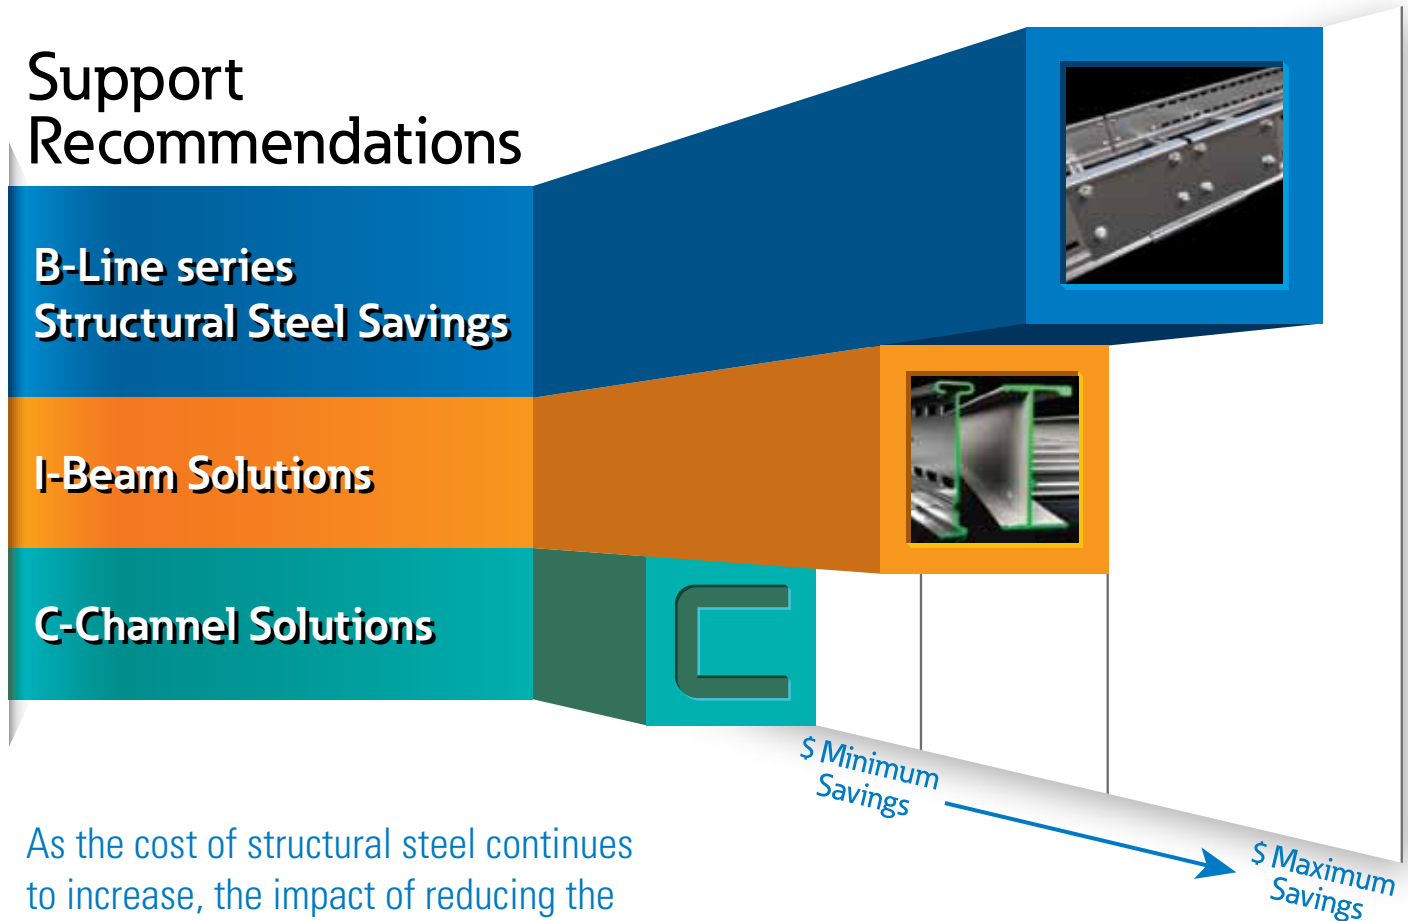 Support
Recommendations
B-Line series
Structural Steel Savings
I-Beam Solutions
C-Channel Solutions
$ Minimum
Savings
$ Maximum
Savings
As the cost of structural steel continues
to increase, the impact of reducing the